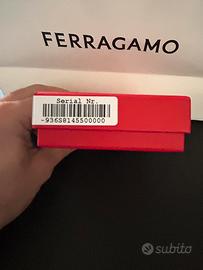 FERRAGAMO
Serial Nr.
-936S8145500000
subito